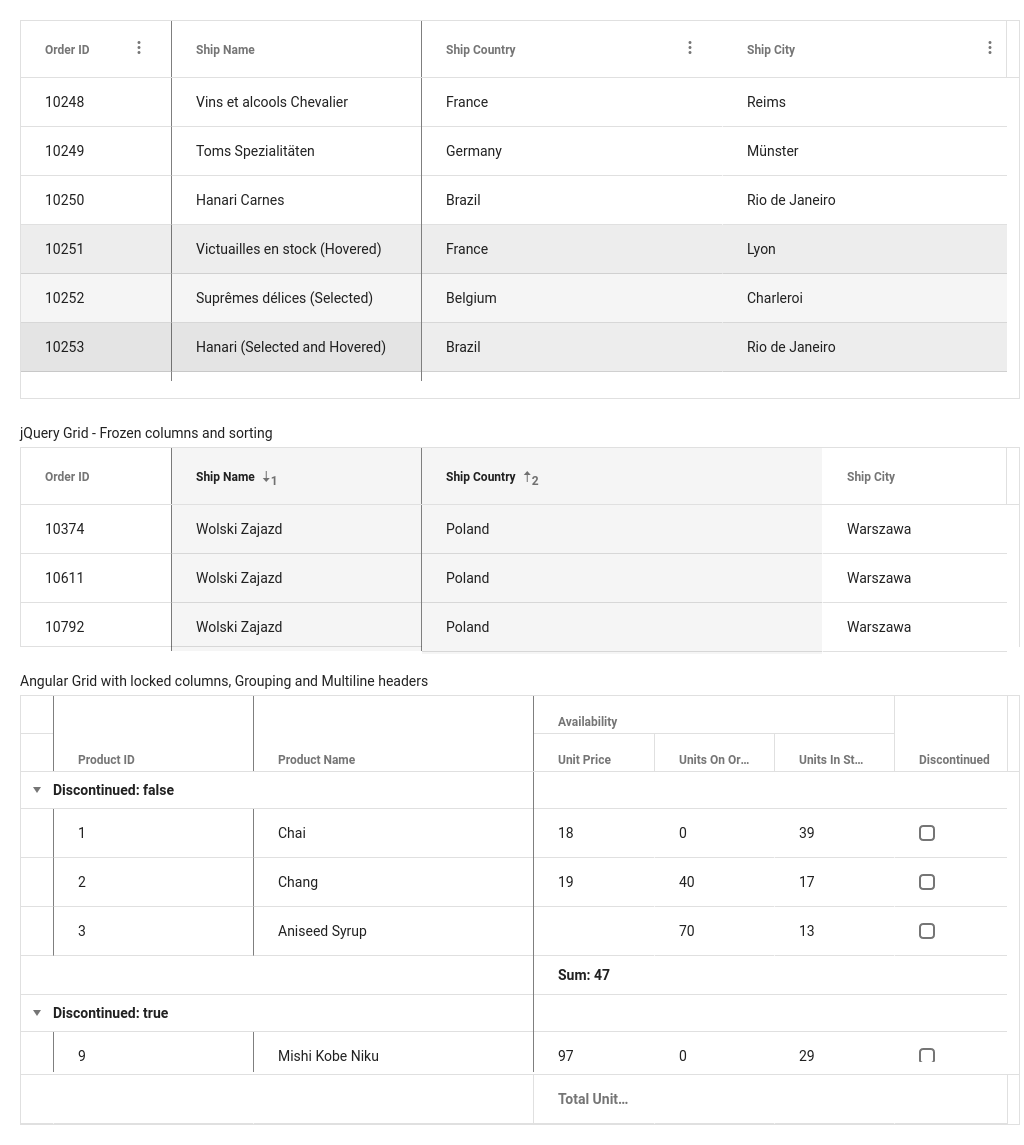 Order ID Ship Name Ship Country Ship City
10248 Vins et alcools Chevalier France Reims
10249 Toms Spezialitäten Germany Münster
10250 Hanari Carnes Brazil Rio de Janeiro
10251 Victuailles en stock (Hovered) France Lyon
10252 Suprêmes délices (Selected) Belgium Charleroi
10253 Hanari (Selected and Hovered) Brazil Rio de Janeiro
jQuery Grid - Frozen columns and sorting
Order ID Ship Name ↓1 Ship Country ↑2 Ship City
10374 Wolski Zajazd Poland Warszawa
10611 Wolski Zajazd Poland Warszawa
10792 Wolski Zajazd Poland Warszawa
Angular Grid with locked columns, Grouping and Multiline headers
Availability
Product ID Product Name Unit Price Units On Or... Units In St... Discontinued
Discontinued: false
1 Chai 18 0 39
2 Chang 19 40 17
3 Aniseed Syrup 70 13
Sum: 47
Discontinued: true
9 Mishi Kobe Niku 97 0 29
Total Unit...